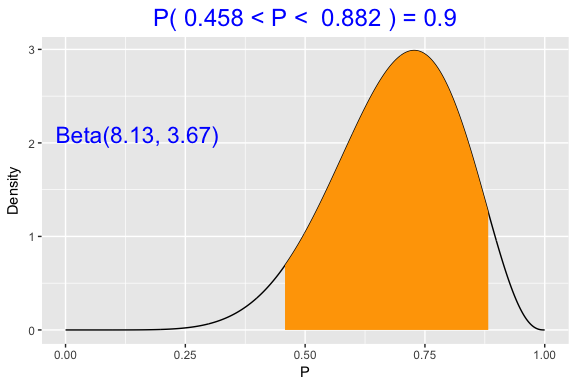 P( 0.458 < P <  0.882 ) = 0.9
3
Beta(8.13, 3.67)
2
Density
1
0
0.00 0.25 0.50 0.75 1.00
P